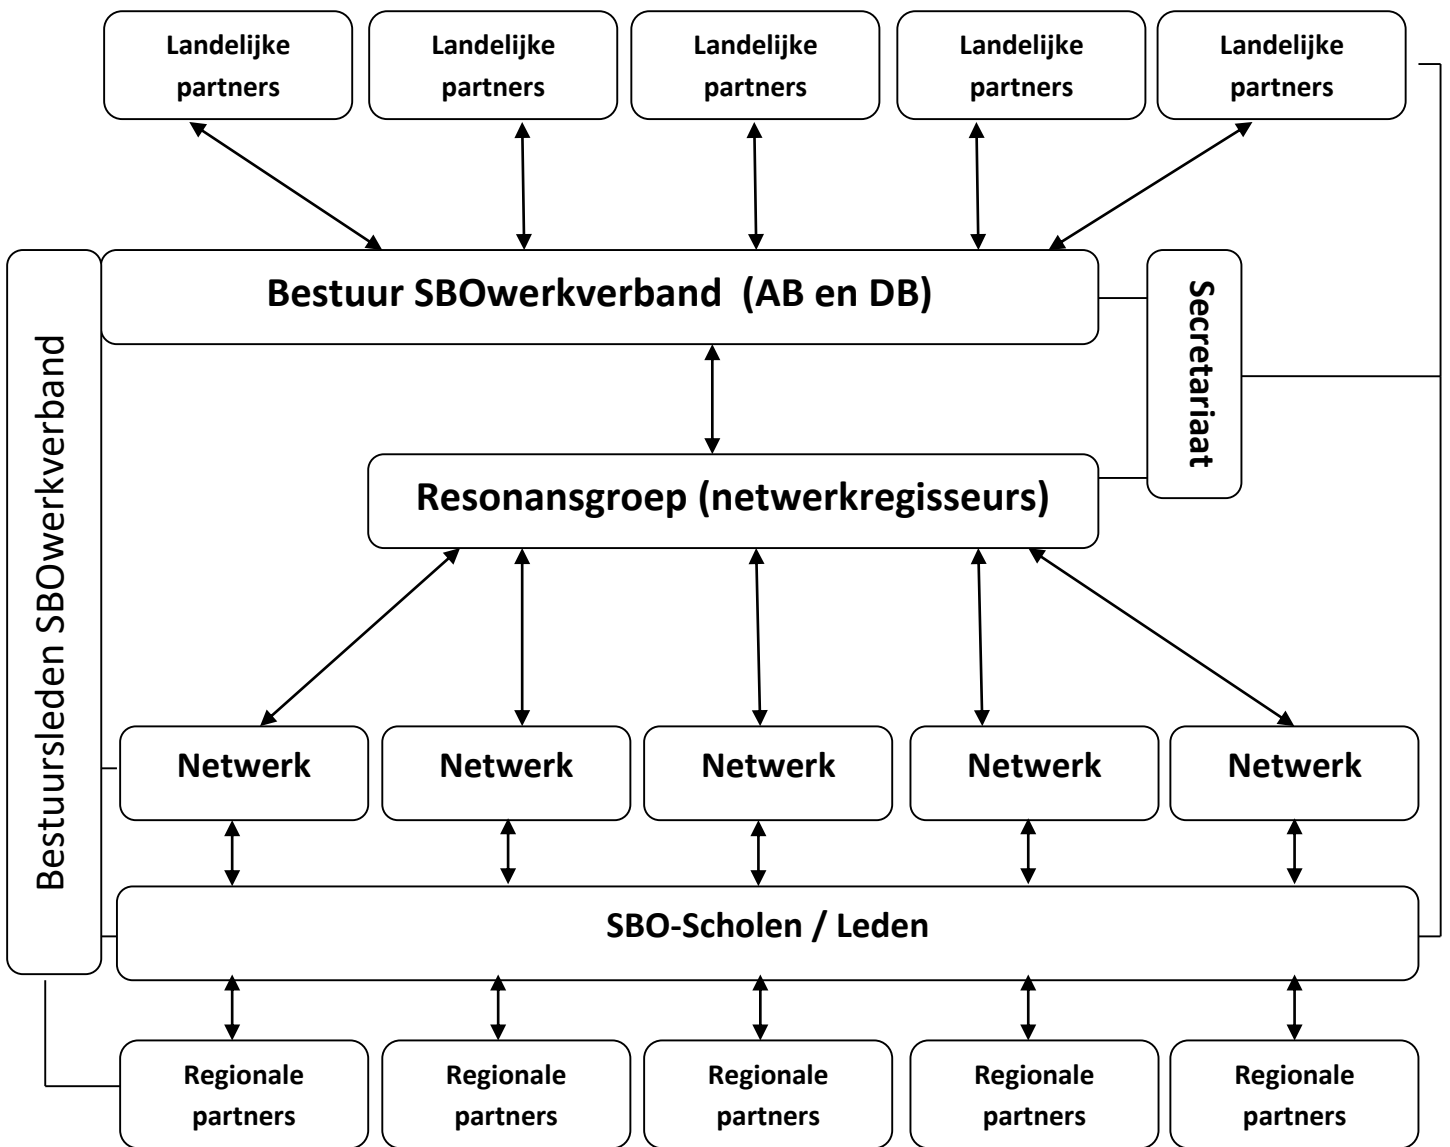 Landelijke
partners
Landelijke
partners
Landelijke
partners
Landelijke
partners
Landelijke
partners
Bestuur SBOwerkverband  (AB en DB)
Secretariaat
Bestuursleden SBOwerkverband
Resonansgroep (netwerkregisseurs)
Netwerk
Netwerk
Netwerk
Netwerk
Netwerk
SBO-Scholen / Leden
Regionale
partners
Regionale
partners
Regionale
partners
Regionale
partners
Regionale
partners